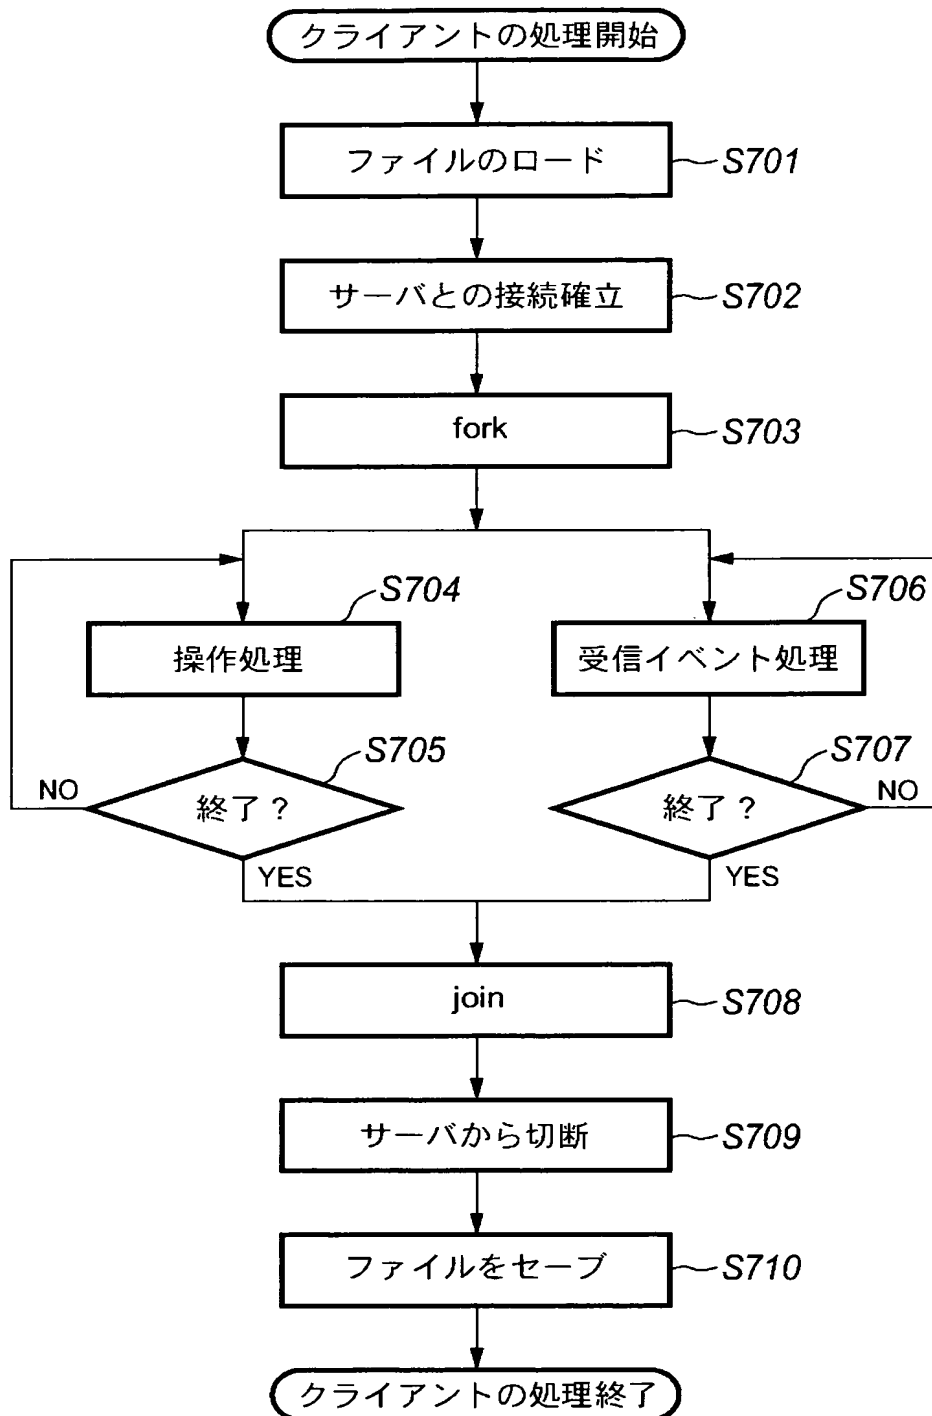 クライアントの処理開始
ファイルのロード
S701
サーバとの接続確立
S702
fork
S703
S704
操作処理
S706
受信イベント処理
S705
終了？
NO
YES
S707
終了？
NO
YES
join
S708
サーバから切断
S709
ファイルをセーブ
S710
クライアントの処理終了